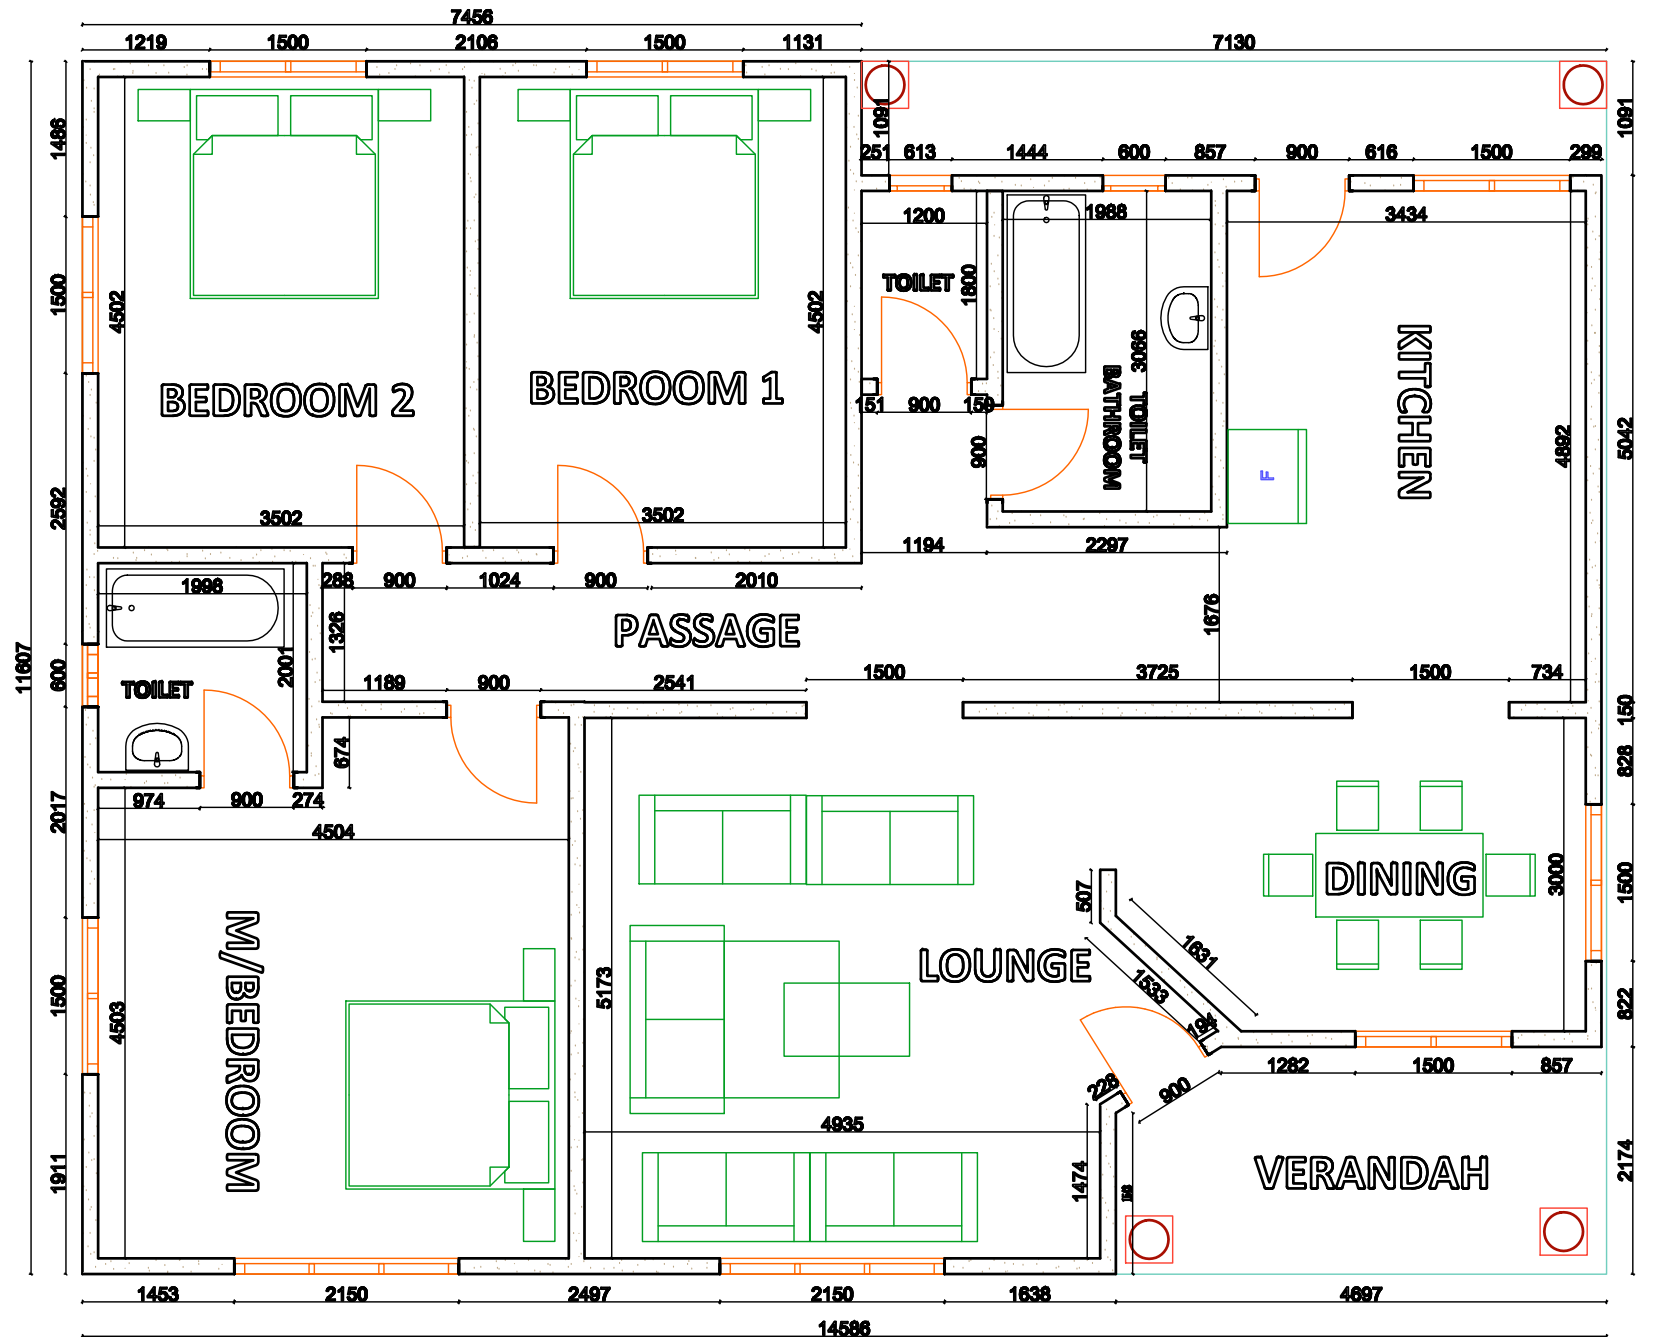 7456
1219 1500 2106 1500 1131 7130
1486 1091 1091
251 613 1444 600 857 900 616 1500 299
1200 1988 3434
TOILET 1800
1500 4502 4502 3066
BEDROOM 2 BEDROOM 1
BATHROOM TOILET
KITCHEN
151 900 150
900 4892 5042
F
2592 3502 3502
1194 2297
1996 288 900 1024 900 2010
1326 PASSAGE 1676
11607 600 2001
TOILET 1189 900 2541 1500 3725 1500 734
150
674 828
2017 974 900 274
4504
507 DINING 3000 1500
M/BEDROOM LOUNGE 1631
1500 4503 5173 1533
194 822
1282 1500 857
228 900
4935
1911 1474 VERANDAH 2174
1453 2150 2497 2150 1638 4697
14586